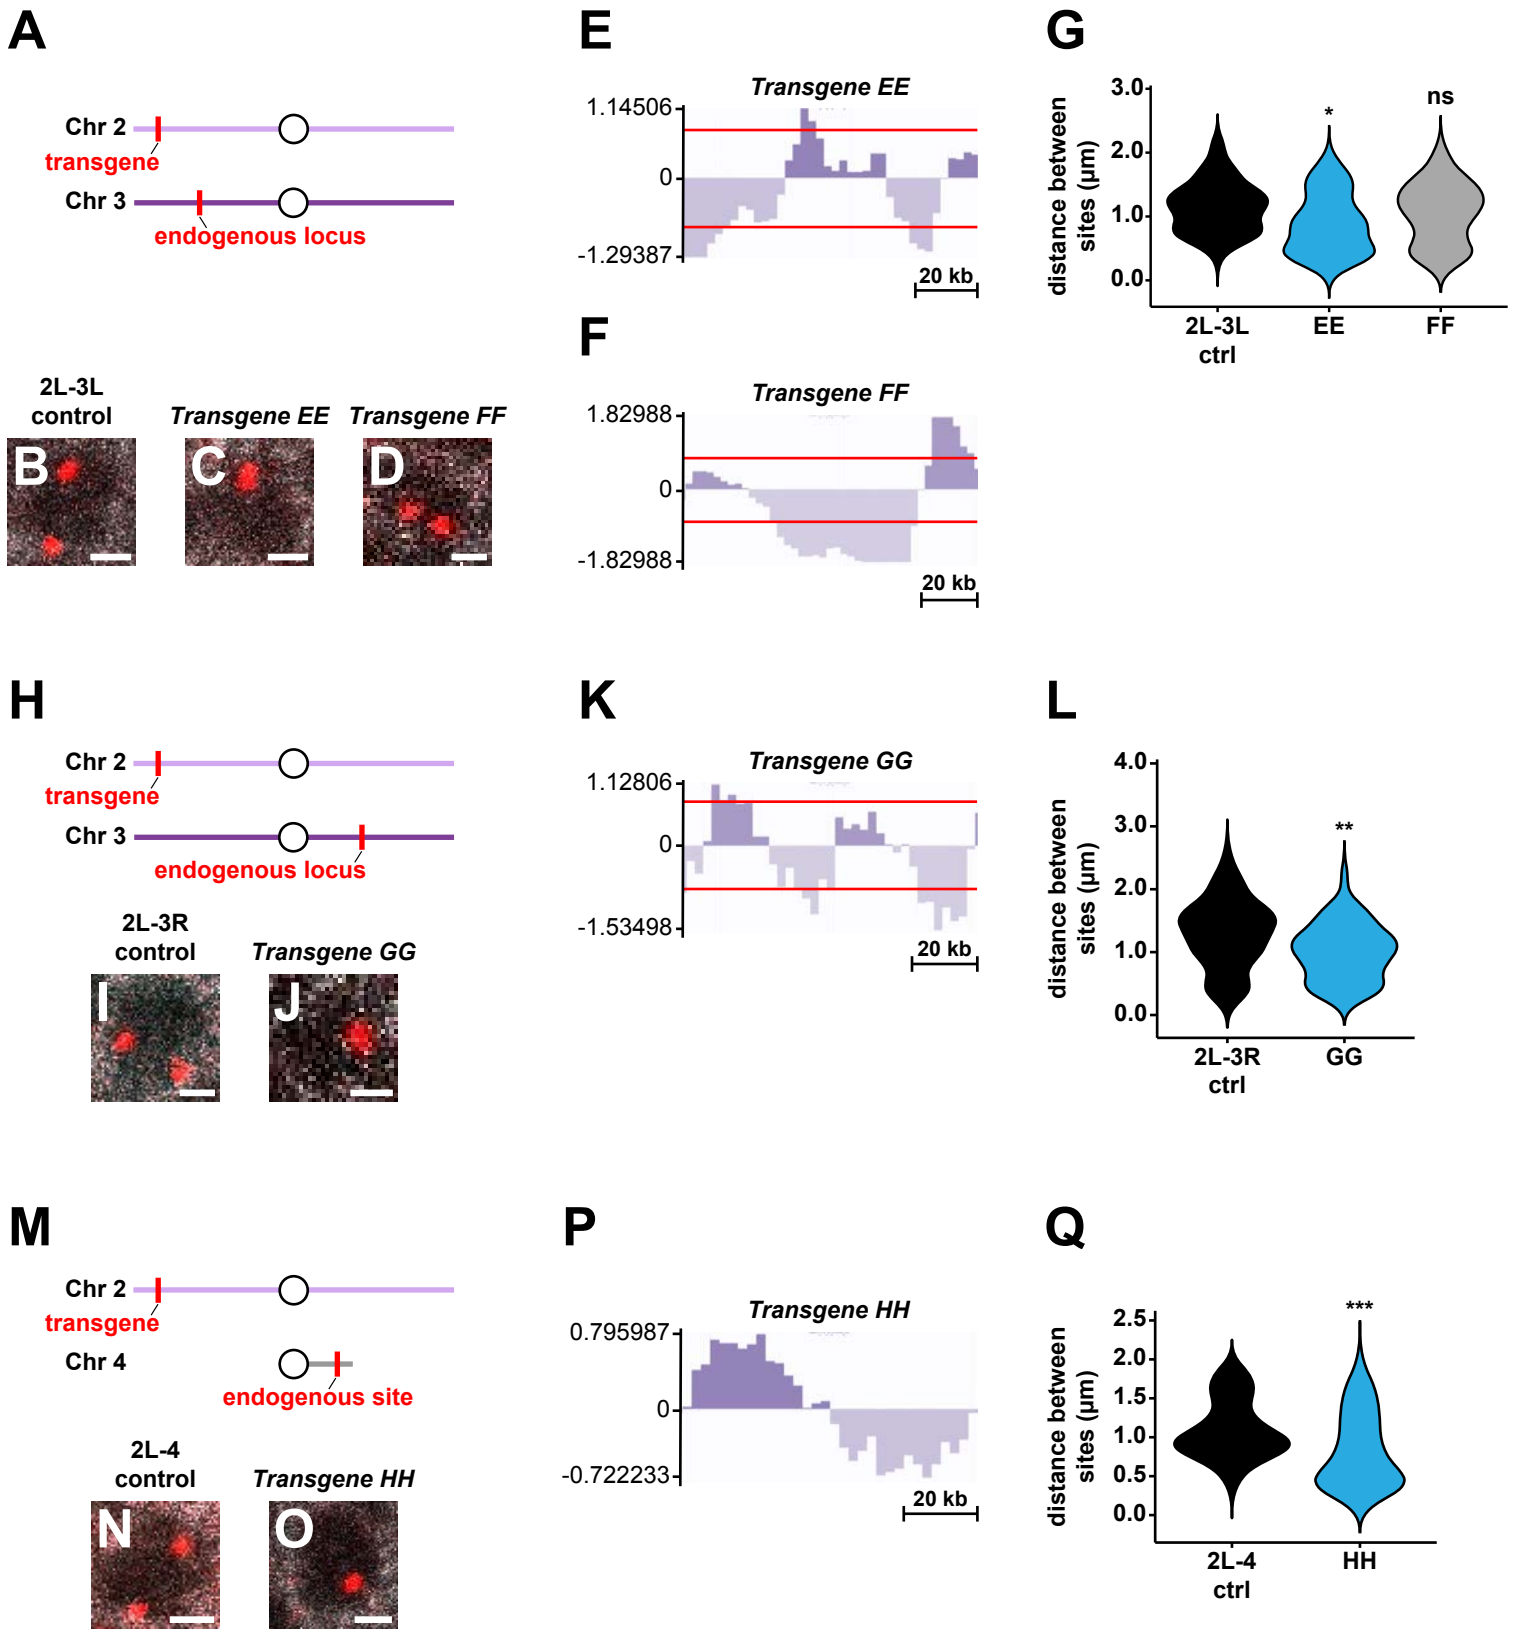 A
Chr 2
transgene
Chr 3
endogenous locus
2L-3L
control
Transgene EE
Transgene FF
B
C
D
E
Transgene EE
1.14506
0
-1.29387
20 kb
F
Transgene FF
1.82988
0
-1.82988
20 kb
G
distance between
sites (µm)
3.0
2.0
1.0
0.0
*
ns
2L-3L
ctrl
EE
FF
H
Chr 2
transgene
Chr 3
endogenous locus
2L-3R
control
Transgene GG
I
J
K
Transgene GG
1.12806
0
-1.53498
20 kb
L
distance between
sites (µm)
4.0
3.0
2.0
1.0
0.0
**
2L-3R
ctrl
GG
M
Chr 2
transgene
Chr 4
endogenous site
2L-4
control
Transgene HH
N
O
P
Transgene HH
0.795987
0
-0.722233
20 kb
Q
distance between
sites (µm)
2.5
2.0
1.5
1.0
0.5
0.0
***
2L-4
ctrl
HH